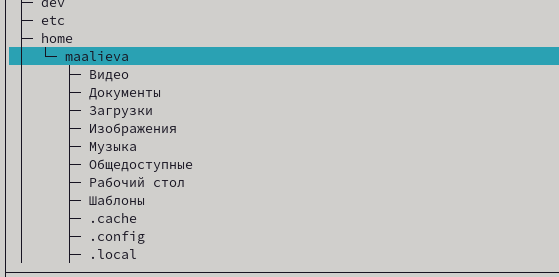 dev
etc
home
maalieva
Видео
Документы
Загрузки
Изображения
Музыка
Общедоступные
Рабочий стол
Шаблоны
.cache
.config
.local